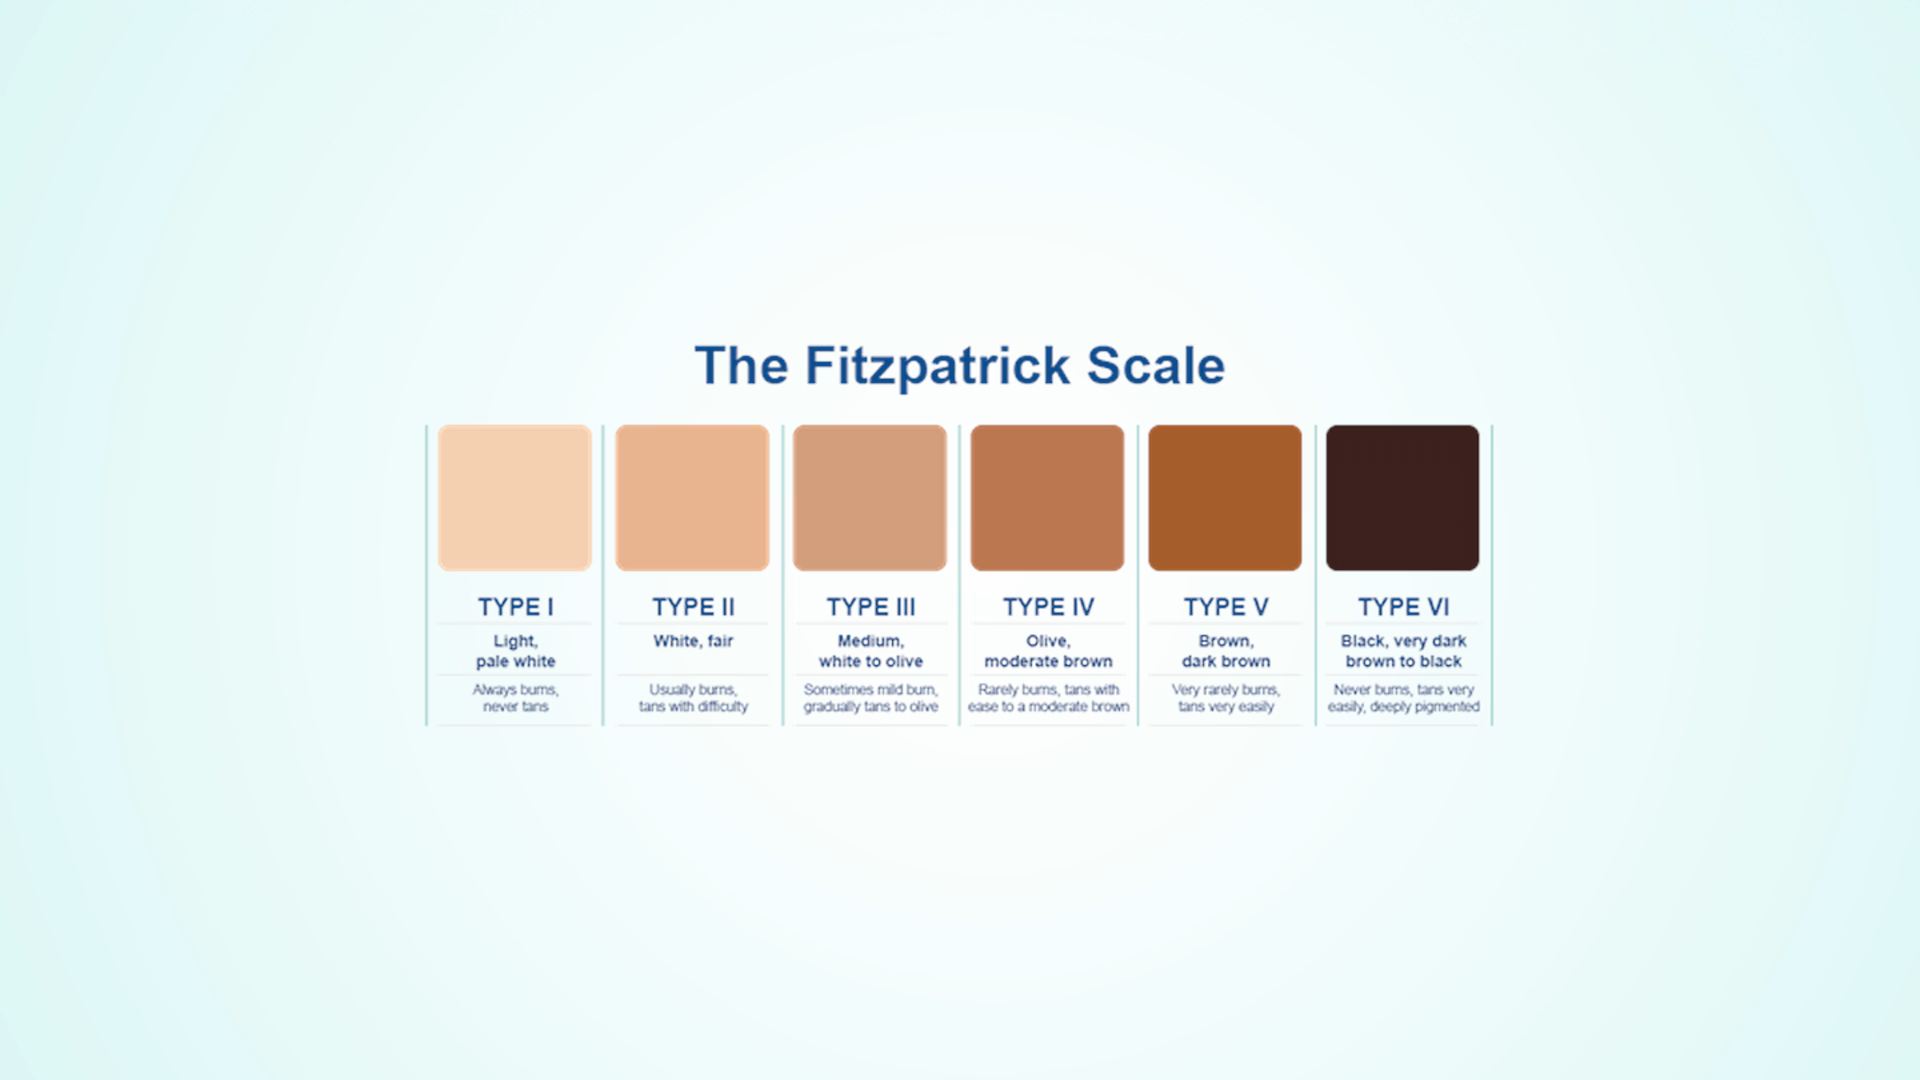 The Fitzpatrick Scale
TYPE I
Light,
pale white
Always burns,
never tans
TYPE II
White, fair
Usually burns,
tans with difficulty
TYPE III
Medium,
white to olive
Sometimes mild burn,
gradually tans to olive
TYPE IV
Olive,
moderate brown
Rarely burns, tans with
ease to a moderate brown
TYPE V
Brown,
dark brown
Very rarely burns,
tans very easily
TYPE VI
Black, very dark
brown to black
Never burns, tans very
easily, deeply pigmented